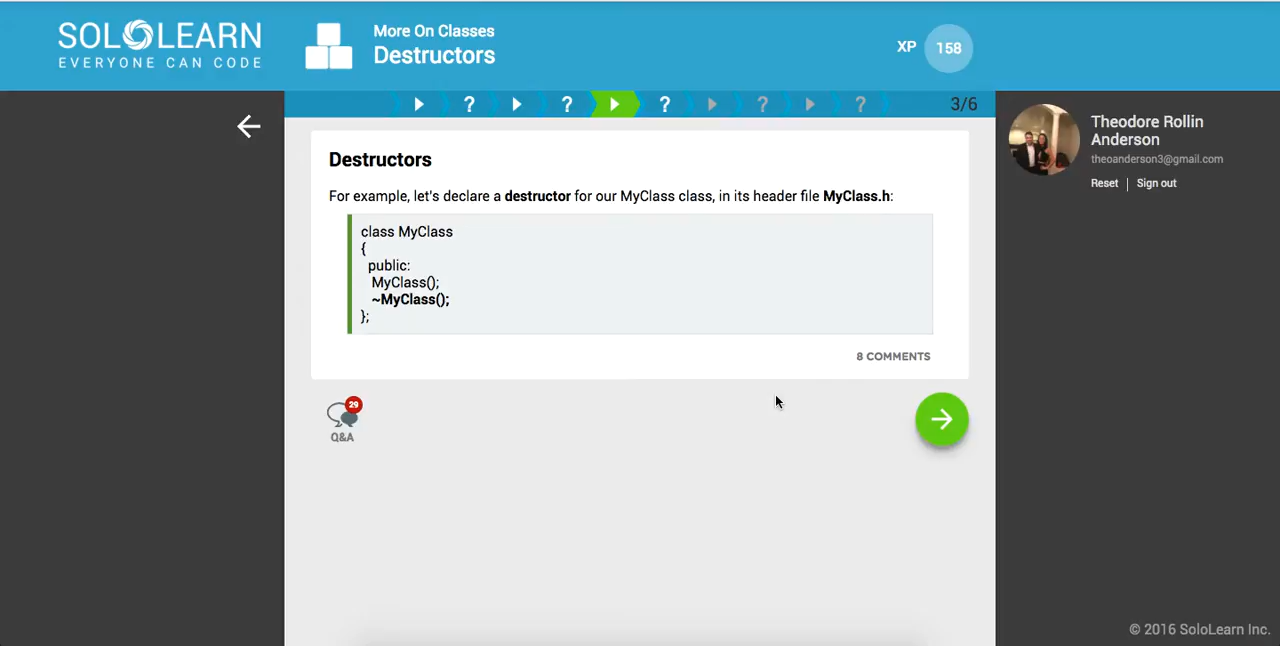 SOLOLEARN
EVERYONE CAN CODE
More On Classes
Destructors
XP 158
? ? ? ? ? 3/6
Theodore Rollin
Anderson
theoanderson3@gmail.com
Reset | Sign out
Destructors
For example, let's declare a destructor for our MyClass class, in its header file MyClass.h:
class MyClass
{
public:
MyClass();
~MyClass();
};
8 COMMENTS
29
Q&A
© 2016 SoloLearn Inc.